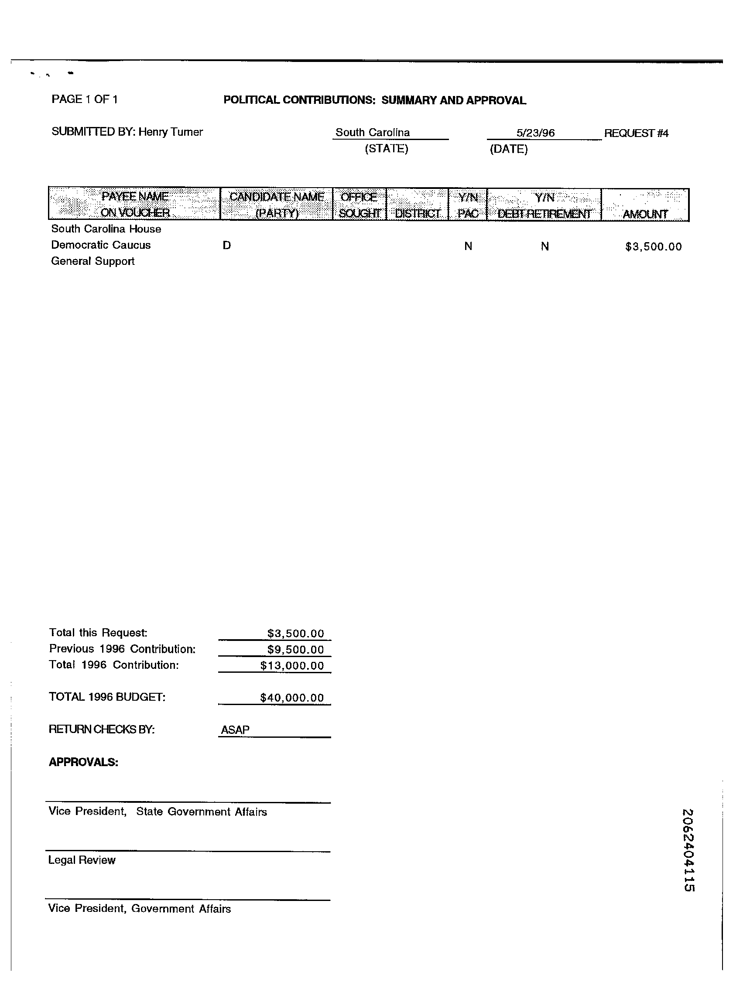 PAGE 1 OF 1 POLITICAL CONTRIBUTIONS: SUMMARY AND APPROVAL
SUBMITTED BY: Henry Turner South Carolina 5/23/96 REQUEST #4
(STATE) (DATE)
PAYEE NAME CANDIDATE NAME OFFICE Y/N Y/N
ON VOUCHER (PARTY) SOUGHT DISTRICT PAC DEBT RETIREMENT AMOUNT
South Carolina House
Democratic Caucus D N N $3,500.00
General Support
Total this Request: $3,500.00
Previous 1996 Contribution: $9,500.00
Total 1996 Contribution: $13,000.00
TOTAL 1996 BUDGET: $40,000.00
RETURN CHECKS BY: ASAP
APPROVALS:
Vice President, State Government Affairs
Legal Review
Vice President, Government Affairs
2062404115